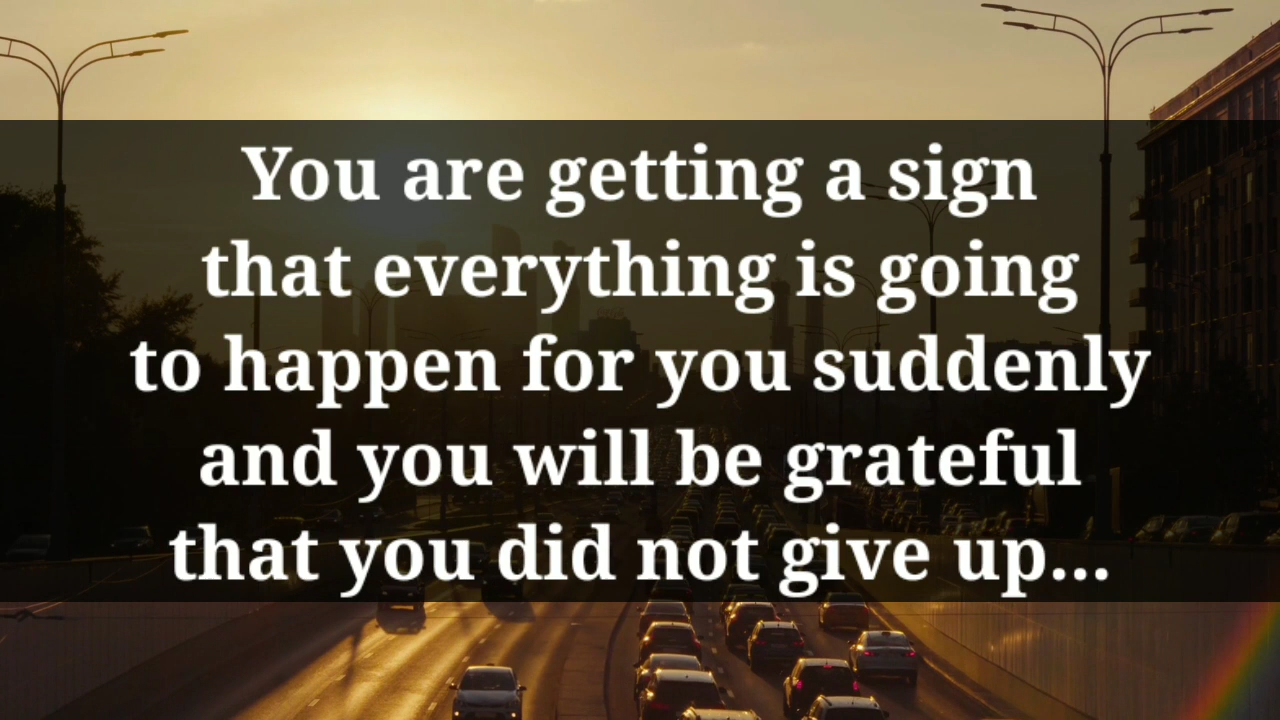 You are getting a sign
that everything is going
to happen for you suddenly
and you will be grateful
that you did not give up...